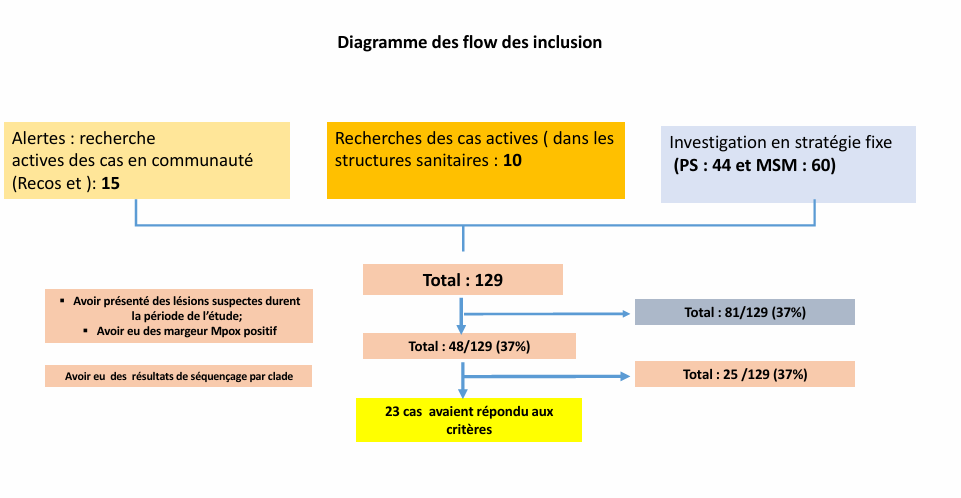 Diagramme des flow des inclusion
Alertes : recherche
actives des cas en communauté
(Recos et ): 15
Recherches des cas actives ( dans les
structures sanitaires : 10
Investigation en stratégie fixe
(PS : 44 et MSM : 60)
Total : 129
▪ Avoir présenté des lésions suspectes durent
la période de l'étude;
▪ Avoir eu des margeur Mpox positif
Total : 81/129 (37%)
Total : 48/129 (37%)
Avoir eu des résultats de séquençage par clade
Total : 25 /129 (37%)
23 cas avaient répondu aux
critères